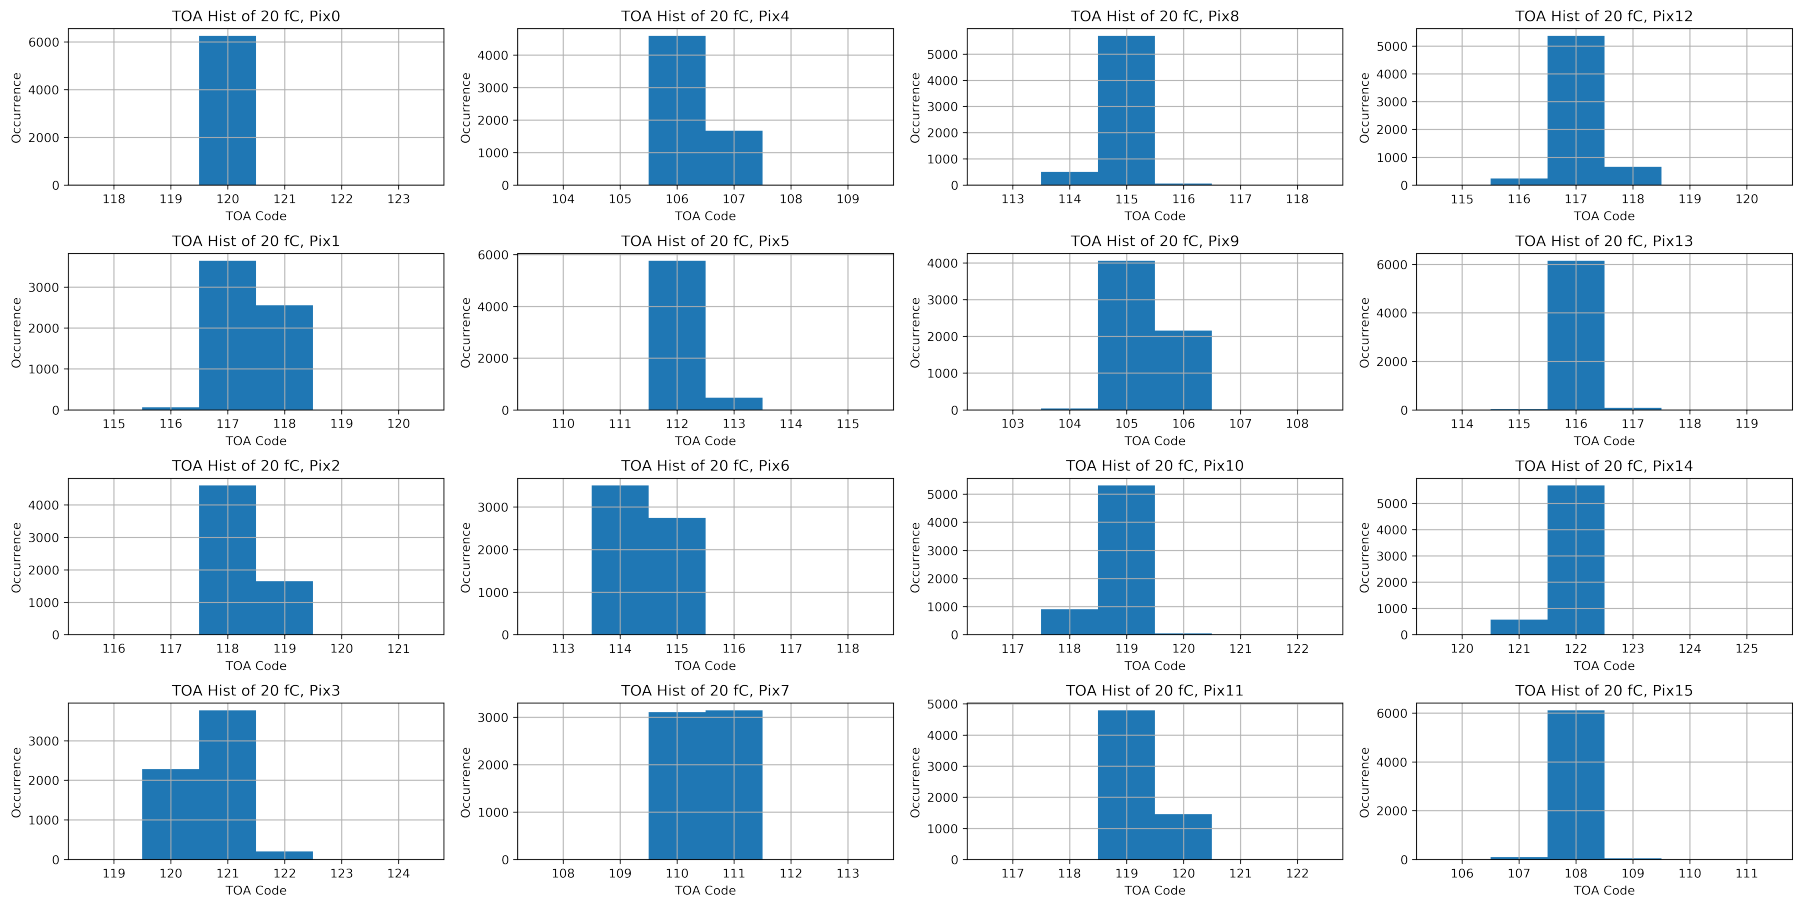 TOA Hist of 20 fC, Pix0
Occurrence
6000
4000
2000
0
118 119 120 121 122 123
TOA Code
TOA Hist of 20 fC, Pix4
Occurrence
4000
3000
2000
1000
0
104 105 106 107 108 109
TOA Code
TOA Hist of 20 fC, Pix8
Occurrence
5000
4000
3000
2000
1000
0
113 114 115 116 117 118
TOA Code
TOA Hist of 20 fC, Pix12
Occurrence
5000
4000
3000
2000
1000
0
115 116 117 118 119 120
TOA Code
TOA Hist of 20 fC, Pix1
Occurrence
3000
2000
1000
0
115 116 117 118 119 120
TOA Code
TOA Hist of 20 fC, Pix5
Occurrence
6000
4000
2000
0
110 111 112 113 114 115
TOA Code
TOA Hist of 20 fC, Pix9
Occurrence
4000
3000
2000
1000
0
103 104 105 106 107 108
TOA Code
TOA Hist of 20 fC, Pix13
Occurrence
6000
4000
2000
0
114 115 116 117 118 119
TOA Code
TOA Hist of 20 fC, Pix2
Occurrence
4000
3000
2000
1000
0
116 117 118 119 120 121
TOA Code
TOA Hist of 20 fC, Pix6
Occurrence
3000
2000
1000
0
113 114 115 116 117 118
TOA Code
TOA Hist of 20 fC, Pix10
Occurrence
5000
4000
3000
2000
1000
0
117 118 119 120 121 122
TOA Code
TOA Hist of 20 fC, Pix14
Occurrence
5000
4000
3000
2000
1000
0
120 121 122 123 124 125
TOA Code
TOA Hist of 20 fC, Pix3
Occurrence
3000
2000
1000
0
119 120 121 122 123 124
TOA Code
TOA Hist of 20 fC, Pix7
Occurrence
3000
2000
1000
0
108 109 110 111 112 113
TOA Code
TOA Hist of 20 fC, Pix11
Occurrence
5000
4000
3000
2000
1000
0
117 118 119 120 121 122
TOA Code
TOA Hist of 20 fC, Pix15
Occurrence
6000
4000
2000
0
106 107 108 109 110 111
TOA Code